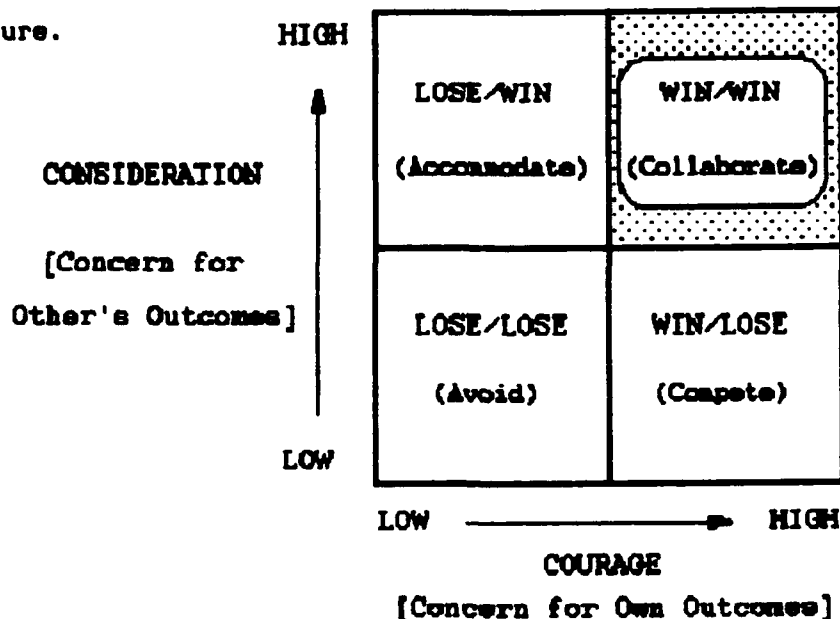 ure.
HIGH
LOSE/WIN
WIN/WIN
(Accommodate)
(Collaborate)
CONSIDERATION
[Concern for
Other's Outcomes]
LOSE/LOSE
WIN/LOSE
(Avoid)
(Compete)
LOW
LOW
HIGH
COURAGE
[Concern for Own Outcomes]